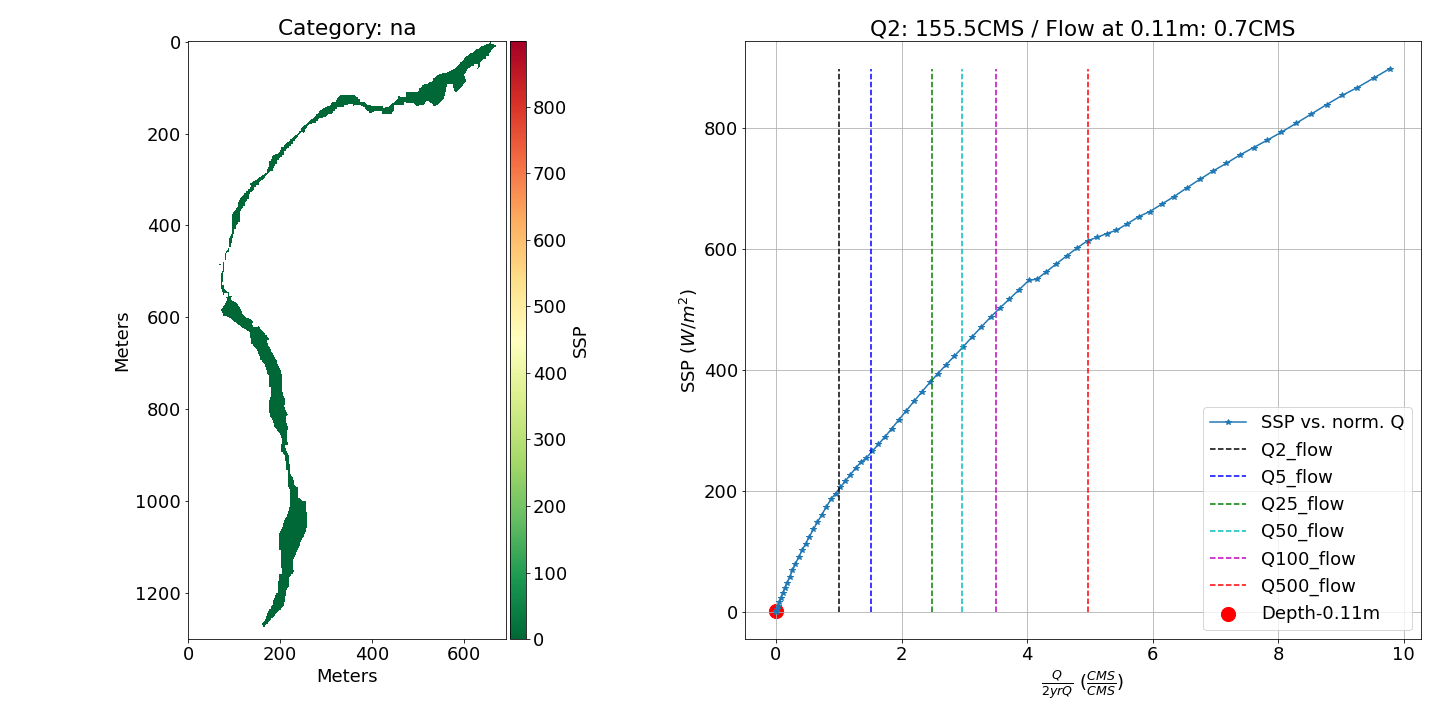 Category: na
0
200
400
600
800
1000
1200
Meters
0
200
400
600
Meters
800
700
600
500
400
300
200
100
0
SSP
Q2: 155.5CMS / Flow at 0.11m: 0.7CMS
800
600
400
200
0
SSP (W/m²)
0
2
4
6
8
10
Q/2yrQ (CMS/CMS)
SSP vs. norm. Q
Q2_flow
Q5_flow
Q25_flow
Q50_flow
Q100_flow
Q500_flow
Depth-0.11m